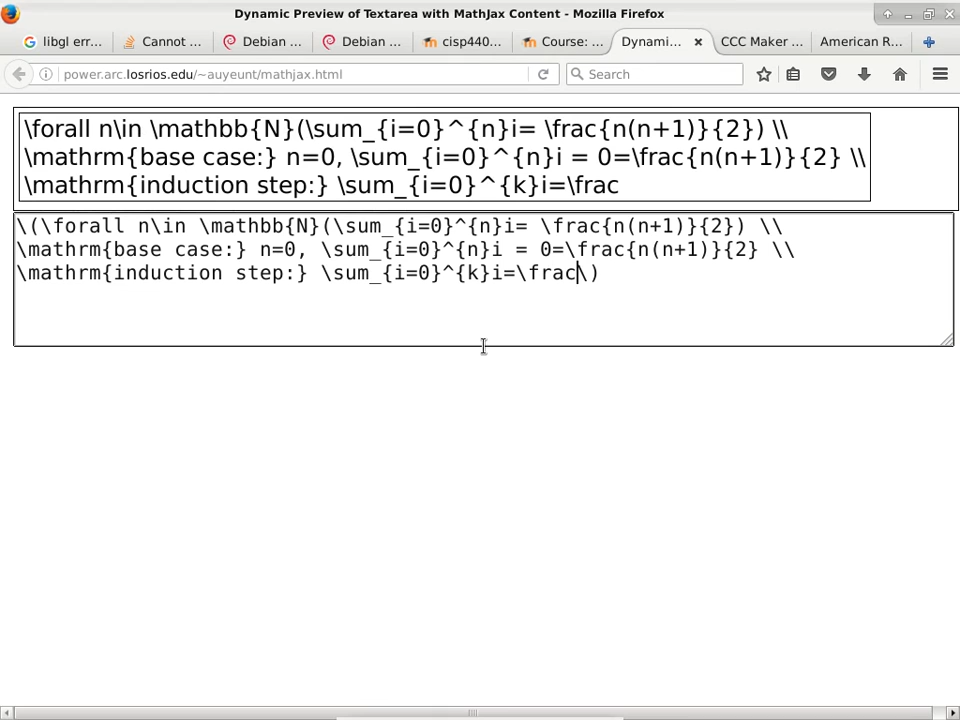 Dynamic Preview of Textarea with MathJax Content - Mozilla Firefox
libgl err...
Cannot ...
Debian ...
Debian ...
cisp440...
Course: ...
Dynami...
CCC Maker ...
American R...
power.arc.losrios.edu/~auyeunt/mathjax.html
Search
\forall n\in \mathbb{N}(\sum_{i=0}^{n}i= \frac{n(n+1)}{2}) \\
\mathrm{base case:} n=0, \sum_{i=0}^{n}i = 0=\frac{n(n+1)}{2} \\
\mathrm{induction step:} \sum_{i=0}^{k}i=\frac
\(\forall n\in \mathbb{N}(\sum_{i=0}^{n}i= \frac{n(n+1)}{2}) \\
\mathrm{base case:} n=0, \sum_{i=0}^{n}i = 0=\frac{n(n+1)}{2} \\
\mathrm{induction step:} \sum_{i=0}^{k}i=\frac\)